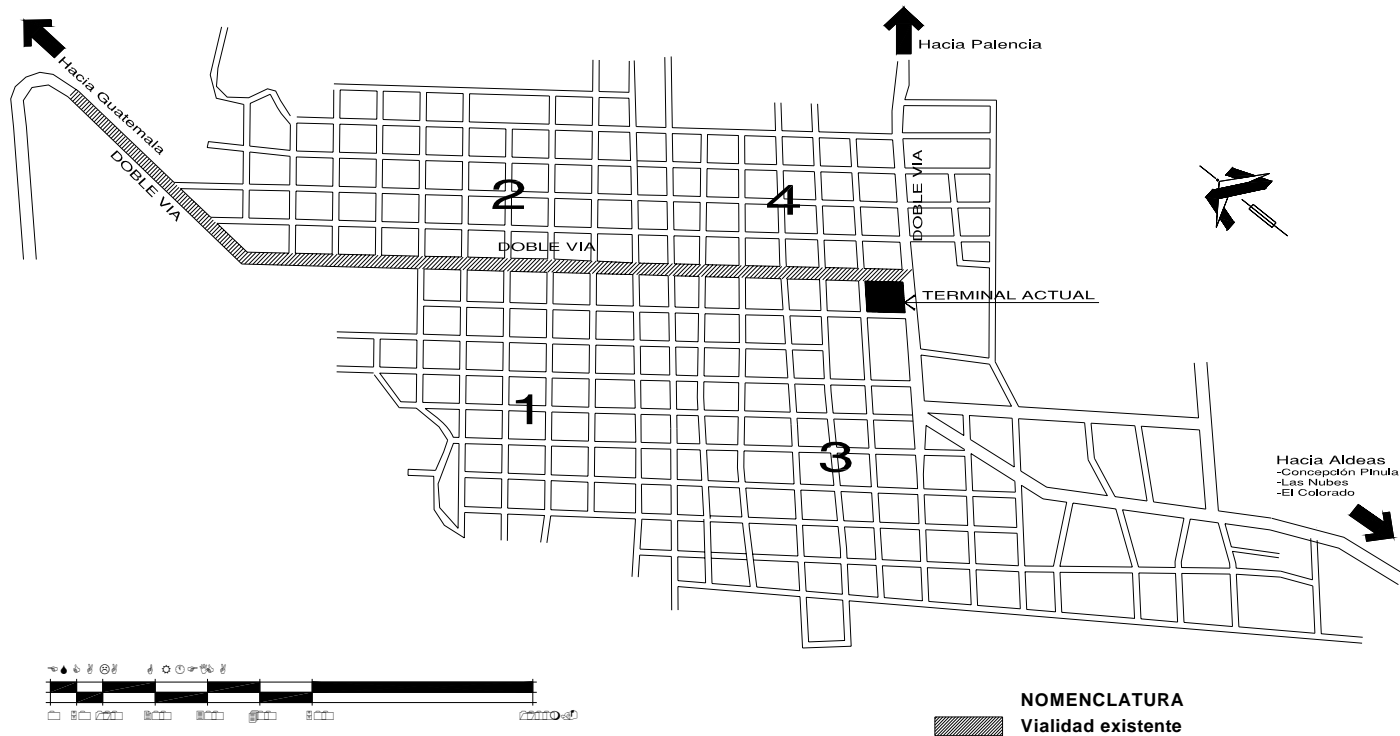 Hacia Palencia
Hacia Guatemala
DOBLE VIA
DOBLE VIA
2
4
DOBLE VIA
TERMINAL ACTUAL
1
3
Hacia Aldeas
-Concepción Pinula
-Las Nubes
-El Colorado
NOMENCLATURA
Vialidad existente